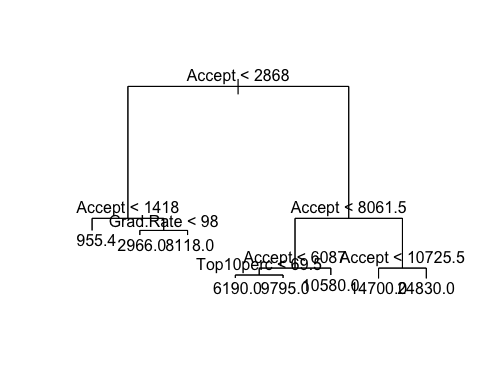 Accept < 2868
Accept < 1418
Grad.Rate < 98
955.4
2966.0
8118.0
Accept < 8061.5
Accept < 6087
Top10perc < 69.5
6190.0
9795.0
10580.0
Accept < 10725.5
14700.0
24830.0